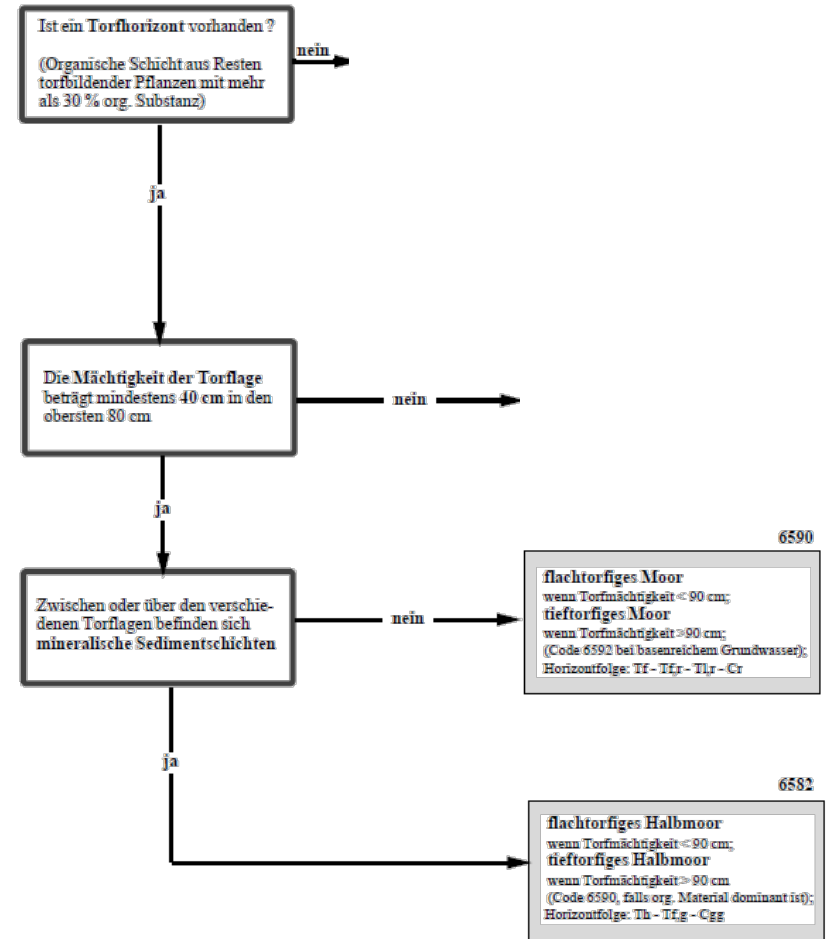 Ist ein Torfhorizont vorhanden ?
(Organische Schicht aus Resten
torfbildender Pflanzen mit mehr
als 30 % org. Substanz)
nein
ja
Die Mächtigkeit der Torflage
beträgt mindestens 40 cm in den
obersten 80 cm
nein
ja
Zwischen oder über den verschie-
denen Torflagen befinden sich
mineralische Sedimentschichten
nein
6590
flachtorfiges Moor
wenn Torfmächtigkeit < 90 cm;
tieftorfiges Moor
wenn Torfmächtigkeit >90 cm;
(Code 6592 bei basenreichem Grundwasser);
Horizontfolge: Tf - Tf,r - Tl,r - Cr
ja
6582
flachtorfiges Halbmoor
wenn Torfmächtigkeit < 90 cm;
tieftorfiges Halbmoor
wenn Torfmächtigkeit > 90 cm
(Code 6590, falls org. Material dominant ist);
Horizontfolge: Th - Tf,g - Cgg